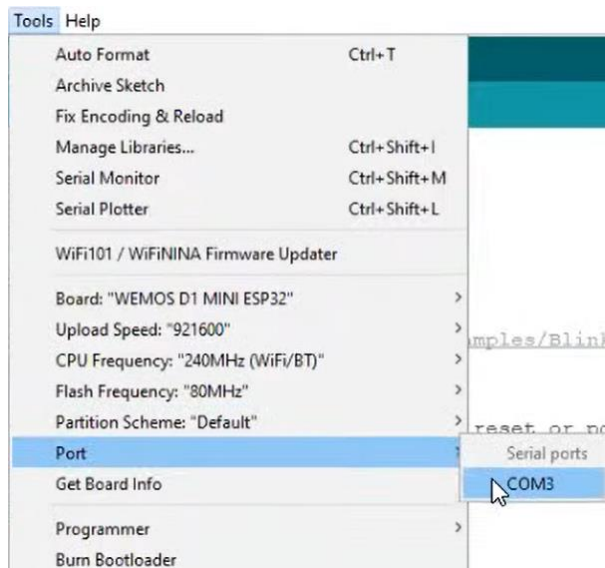 Tools Help
Auto Format Ctrl+T
Archive Sketch
Fix Encoding & Reload
Manage Libraries... Ctrl+Shift+I
Serial Monitor Ctrl+Shift+M
Serial Plotter Ctrl+Shift+L
WiFi101 / WiFiNINA Firmware Updater
Board: "WEMOS D1 MINI ESP32"
Upload Speed: "921600"
CPU Frequency: "240MHz (WiFi/BT)"
Flash Frequency: "80MHz"
Partition Scheme: "Default"
Port
Get Board Info
Programmer
Burn Bootloader
Serial ports
COM3
reset or